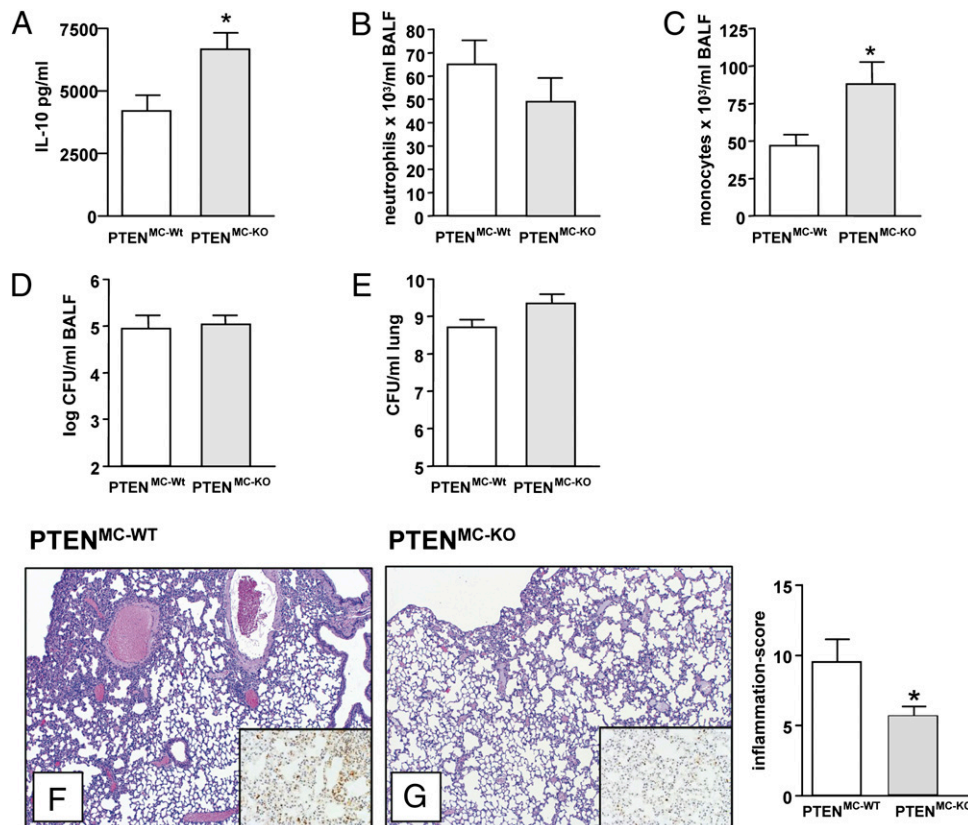 A
IL-10 pg/ml
7500
5000
2500
0
*
PTEN^MC-Wt PTEN^MC-KO
B
neutrophils x 10³/ml BALF
80
70
60
50
40
30
20
10
0
PTEN^MC-Wt PTEN^MC-KO
C
monocytes x 10³/ml BALF
125
100
75
50
25
0
*
PTEN^MC-Wt PTEN^MC-KO
D
log CFU/ml BALF
6
5
4
3
2
PTEN^MC-Wt PTEN^MC-KO
E
CFU/ml lung
10
9
8
7
6
5
PTEN^MC-Wt PTEN^MC-KO
PTEN^MC-WT
F
PTEN^MC-KO
G
inflammation-score
15
10
5
0
*
PTEN^MC-WT PTEN^MC-KO